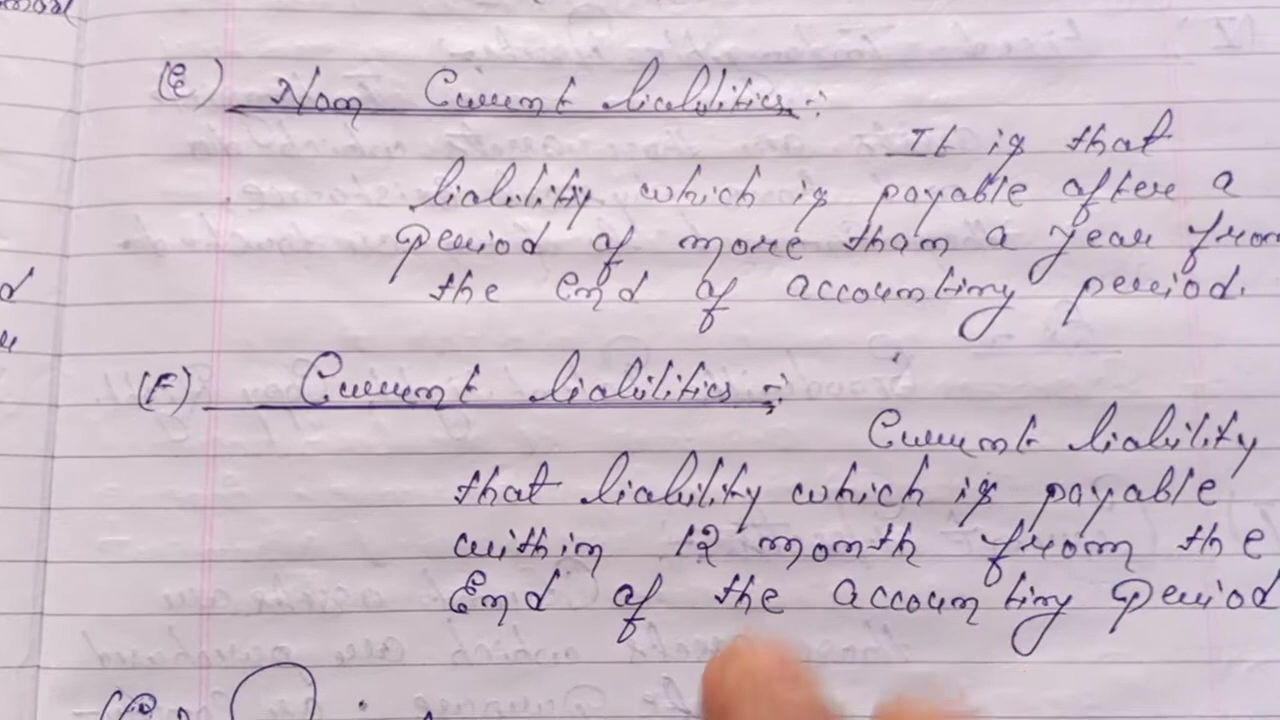 (E) Non Current liabilities :-
It is that
liability which is payable after a
period of more than a year from
the end of accounting period.
(F) Current liabilities :-
Current liability
that liability which is payable
within 12 month from the
End of the accounting period